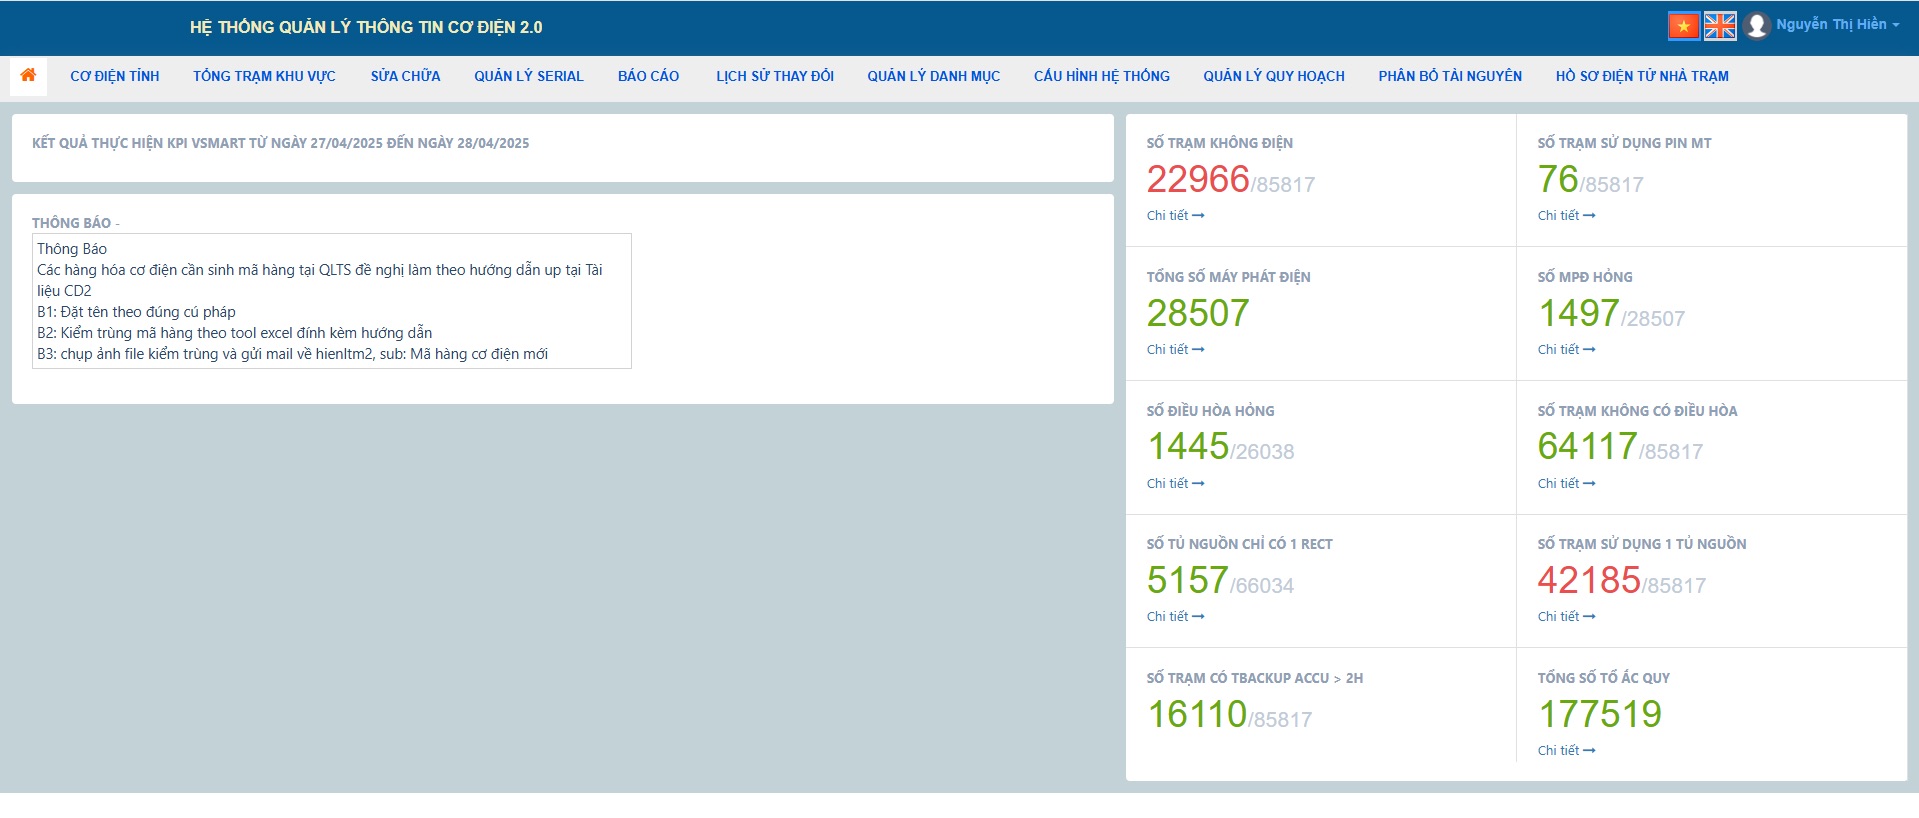 HỆ THỐNG QUẢN LÝ THÔNG TIN CƠ ĐIỆN 2.0
Nguyễn Thị Hiền
CƠ ĐIỆN TỈNH
TỔNG TRẠM KHU VỰC
SỬA CHỮA
QUẢN LÝ SERIAL
BÁO CÁO
LỊCH SỬ THAY ĐỔI
QUẢN LÝ DANH MỤC
CẤU HÌNH HỆ THỐNG
QUẢN LÝ QUY HOẠCH
PHÂN BỔ TÀI NGUYÊN
HỒ SƠ ĐIỆN TỬ NHÀ TRẠM
KẾT QUẢ THỰC HIỆN KPI VSMART TỪ NGÀY 27/04/2025 ĐẾN NGÀY 28/04/2025
THÔNG BÁO -
Thông Báo
Các hàng hóa cơ điện cần sinh mã hàng tại QLTS đề nghị làm theo hướng dẫn up tại Tài
liệu CD2
B1: Đặt tên theo đúng cú pháp
B2: Kiểm trùng mã hàng theo tool excel đính kèm hướng dẫn
B3: chụp ảnh file kiểm trùng và gửi mail về hienltm2, sub: Mã hàng cơ điện mới
SỐ TRẠM KHÔNG ĐIỆN
22966/85817
Chi tiết
SỐ TRẠM SỬ DỤNG PIN MT
76/85817
Chi tiết
TỔNG SỐ MÁY PHÁT ĐIỆN
28507
Chi tiết
SỐ MPĐ HỎNG
1497/28507
Chi tiết
SỐ ĐIỀU HÒA HỎNG
1445/26038
Chi tiết
SỐ TRẠM KHÔNG CÓ ĐIỀU HÒA
64117/85817
Chi tiết
SỐ TỦ NGUỒN CHỈ CÓ 1 RECT
5157/66034
Chi tiết
SỐ TRẠM SỬ DỤNG 1 TỦ NGUỒN
42185/85817
Chi tiết
SỐ TRẠM CÓ TBACKUP ACCU > 2H
16110/85817
TỔNG SỐ TỔ ẮC QUY
177519
Chi tiết